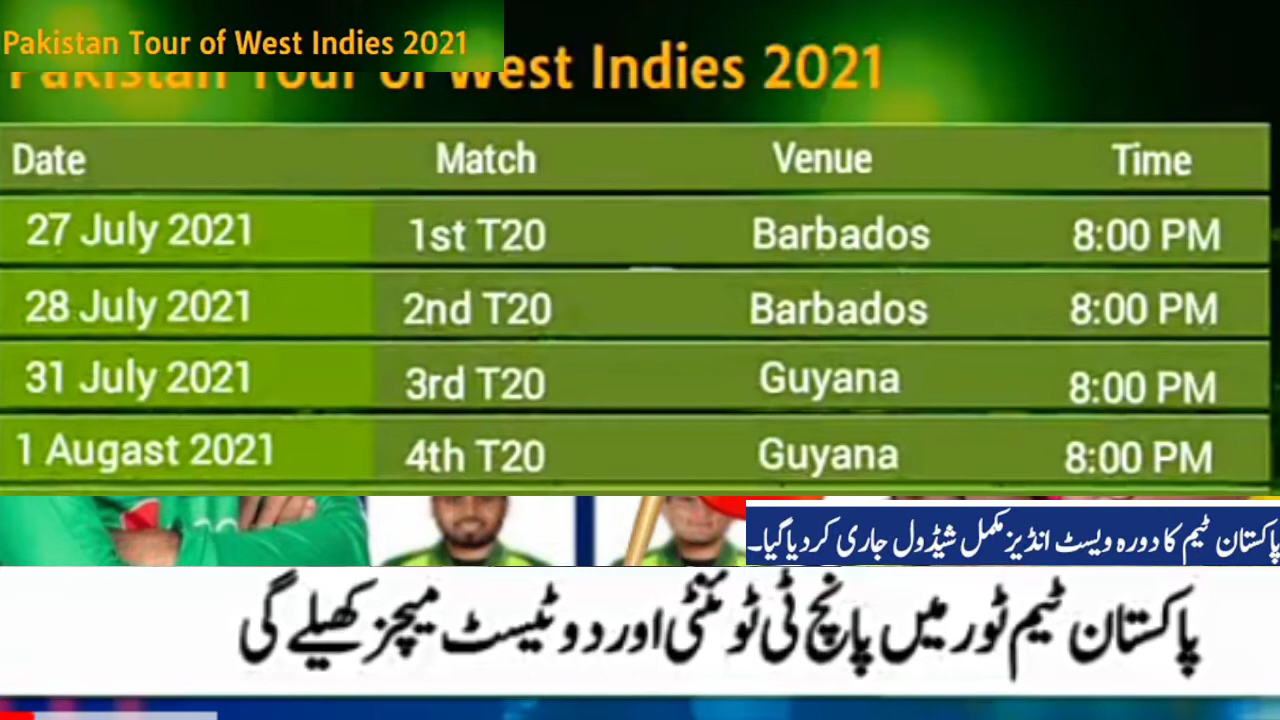 Pakistan Tour of West Indies 2021
Pakistan Tour of West Indies 2021
Date Match Venue Time
27 July 2021 1st T20 Barbados 8:00 PM
28 July 2021 2nd T20 Barbados 8:00 PM
31 July 2021 3rd T20 Guyana 8:00 PM
1 Augast 2021 4th T20 Guyana 8:00 PM
پاکستان ٹیم کا دورہ ویسٹ انڈیز مکمل شیڈول جاری کر دیا گیا۔
پاکستان ٹیم ٹور میں پانچ ٹی ٹوئنٹی اور دو ٹیسٹ میچز کھیلے گی